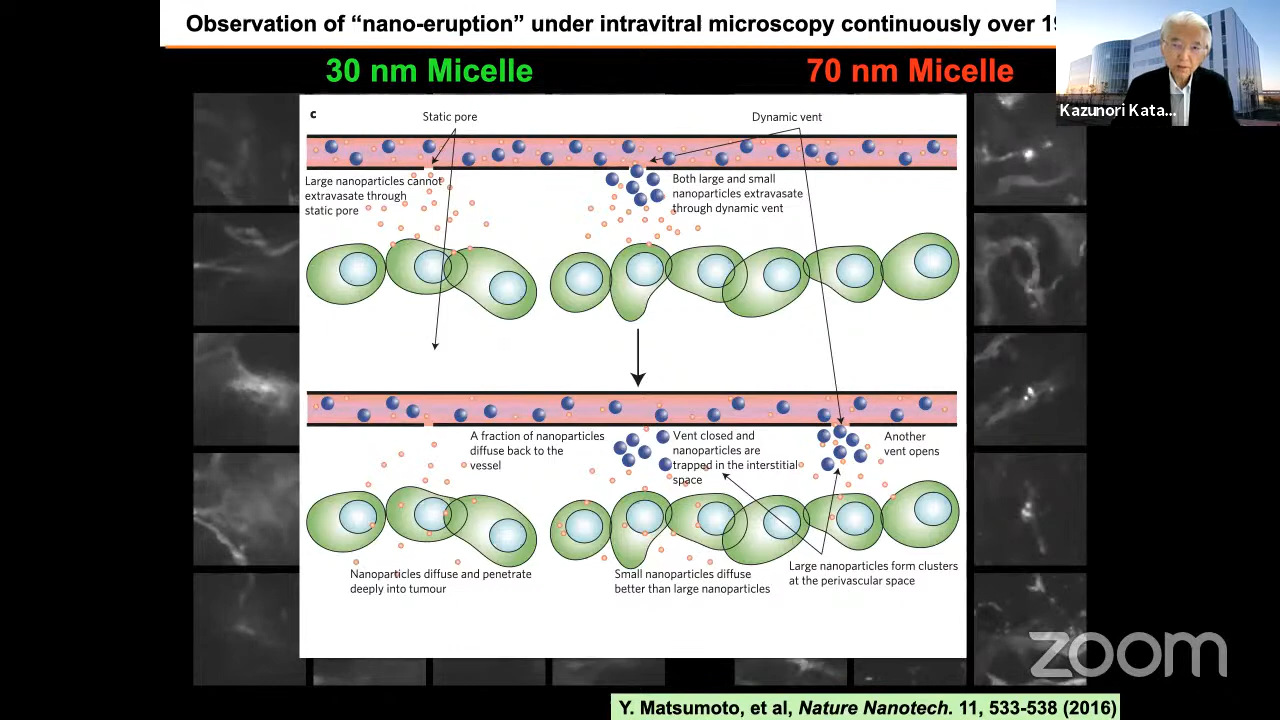 Observation of “nano-eruption” under intravitral microscopy continuously over
30 nm Micelle
70 nm Micelle
Kazunori Kata...
c
Static pore
Dynamic vent
Large nanoparticles cannot
extravasate through
static pore
Both large and small
nanoparticles extravasate
through dynamic vent
A fraction of nanoparticles
diffuse back to the
vessel
Vent closed and
nanoparticles are
trapped in the interstitial
space
Another
vent opens
Nanoparticles diffuse and penetrate
deeply into tumour
Small nanoparticles diffuse
better than large nanoparticles
Large nanoparticles form clusters
at the perivascular space
zoom
Y. Matsumoto, et al, Nature Nanotech. 11, 533-538 (2016)